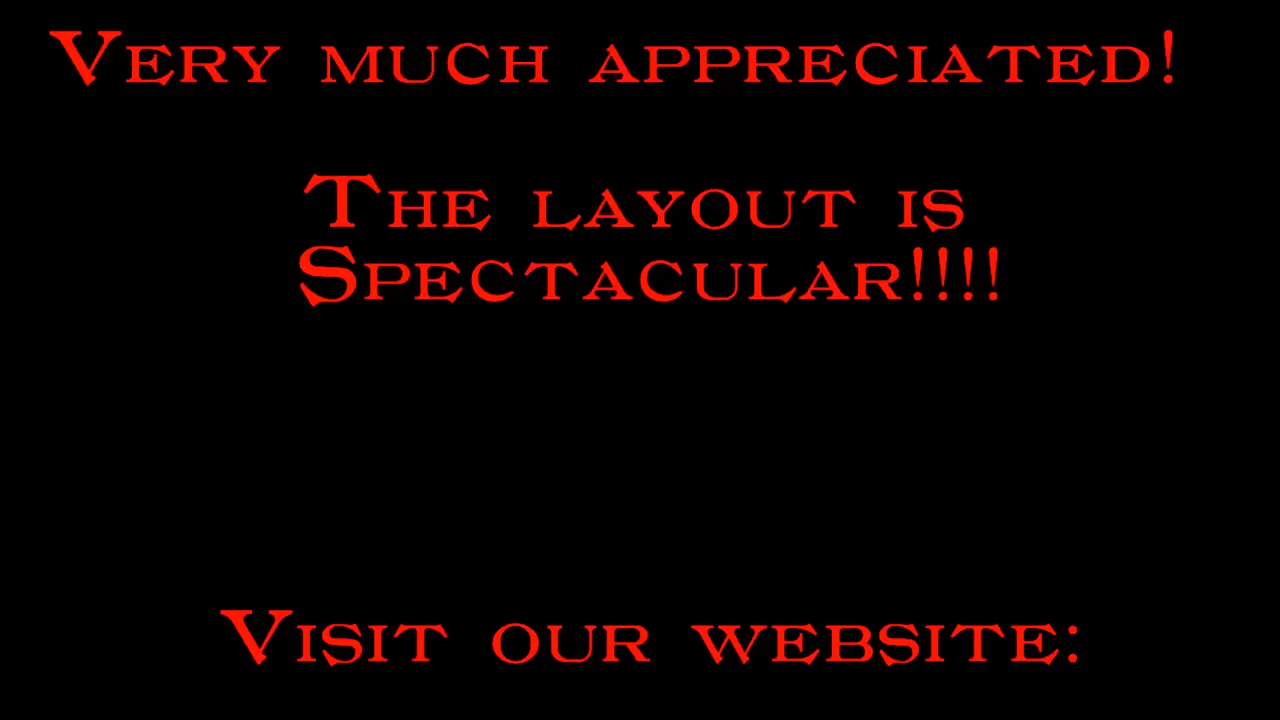 Very much appreciated!
The layout is
Spectacular!!!!
Visit our website: